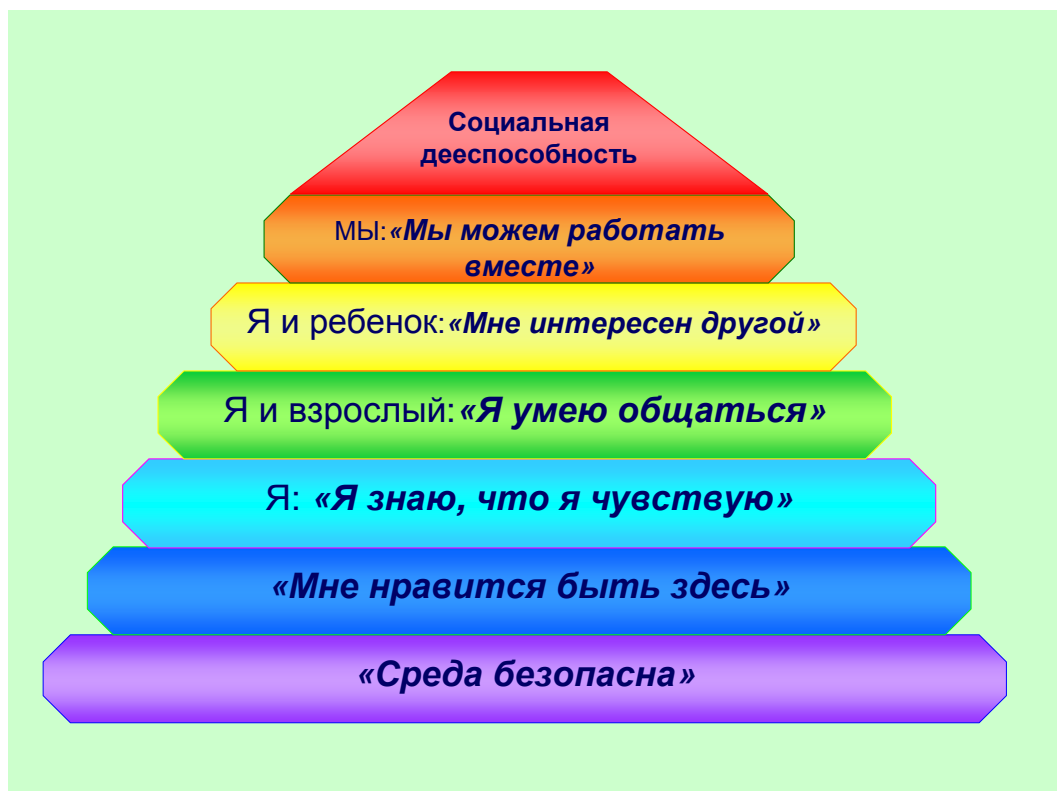 Социальная
дееспособность
МЫ:«Мы можем работать
вместе»
Я и ребенок:«Мне интересен другой»
Я и взрослый:«Я умею общаться»
Я: «Я знаю, что я чувствую»
«Мне нравится быть здесь»
«Среда безопасна»